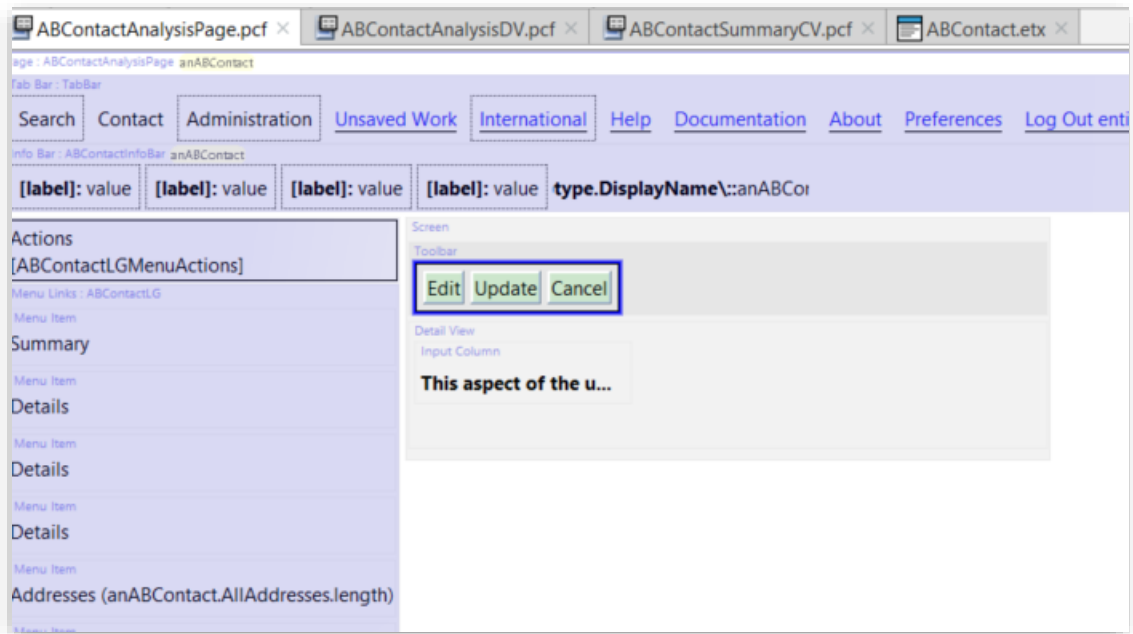 ABContactAnalysisPage.pcf × ABContactAnalysisDV.pcf × ABContactSummaryCV.pcf × ABContact.etx ×
age : ABContactAnalysisPage anABContact
Tab Bar : TabBar
Search Contact Administration Unsaved Work International Help Documentation About Preferences Log Out enti
Info Bar : ABContactInfoBar anABContact
[label]: value [label]: value [label]: value [label]: value type.DisplayName\::anABCor
Actions
[ABContactLGMenuActions]
Menu Links : ABContactLG
Menu Item
Summary
Menu Item
Details
Menu Item
Details
Menu Item
Details
Menu Item
Addresses (anABContact.AllAddresses.length)
Menu Item
Screen
Toolbar
Edit Update Cancel
Detail View
Input Column
This aspect of the u...